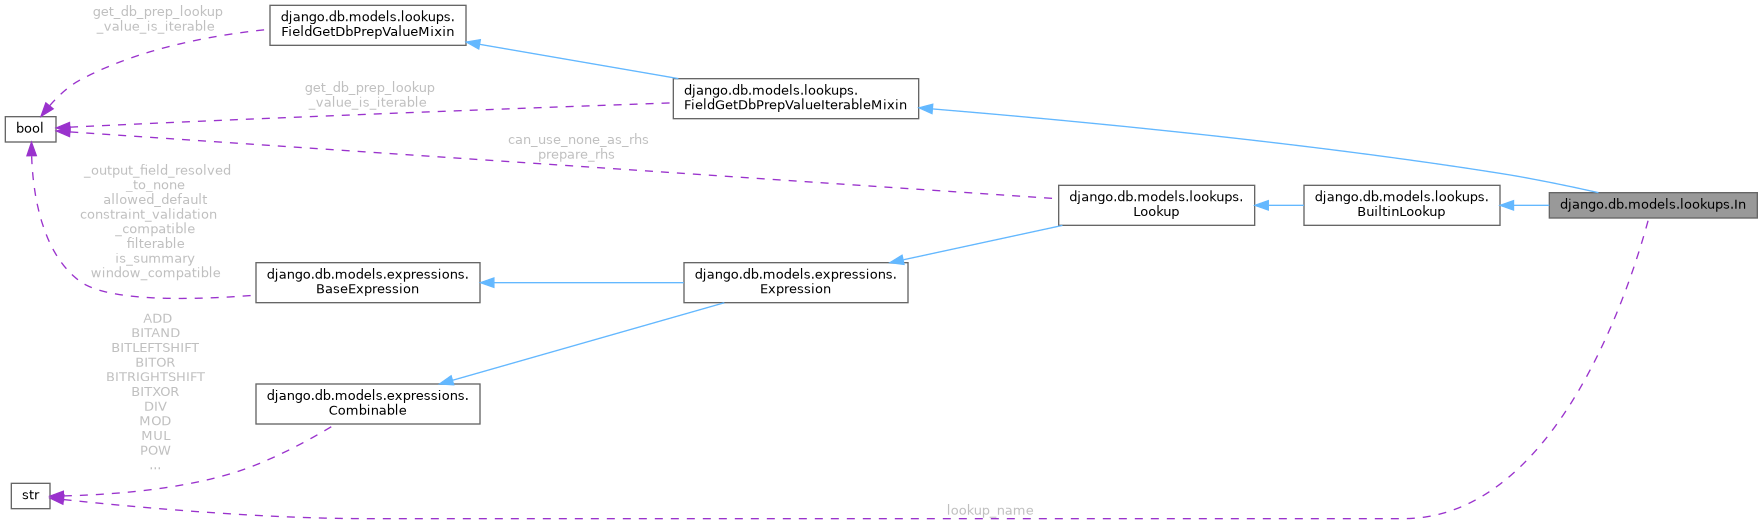 get_db_prep_lookup
_value_is_iterable
django.db.models.lookups.
FieldGetDbPrepValueMixin
get_db_prep_lookup
_value_is_iterable
django.db.models.lookups.
FieldGetDbPrepValueIterableMixin
bool
can_use_none_as_rhs
prepare_rhs
_output_field_resolved
_to_none
allowed_default
constraint_validation
_compatible
filterable
is_summary
window_compatible
django.db.models.lookups.
Lookup
django.db.models.lookups.
BuiltinLookup
django.db.models.lookups.In
django.db.models.expressions.
BaseExpression
django.db.models.expressions.
Expression
ADD
BITAND
BITLEFTSHIFT
BITOR
BITRIGHTSHIFT
BITXOR
DIV
MOD
MUL
POW
...
django.db.models.expressions.
Combinable
str
lookup_name